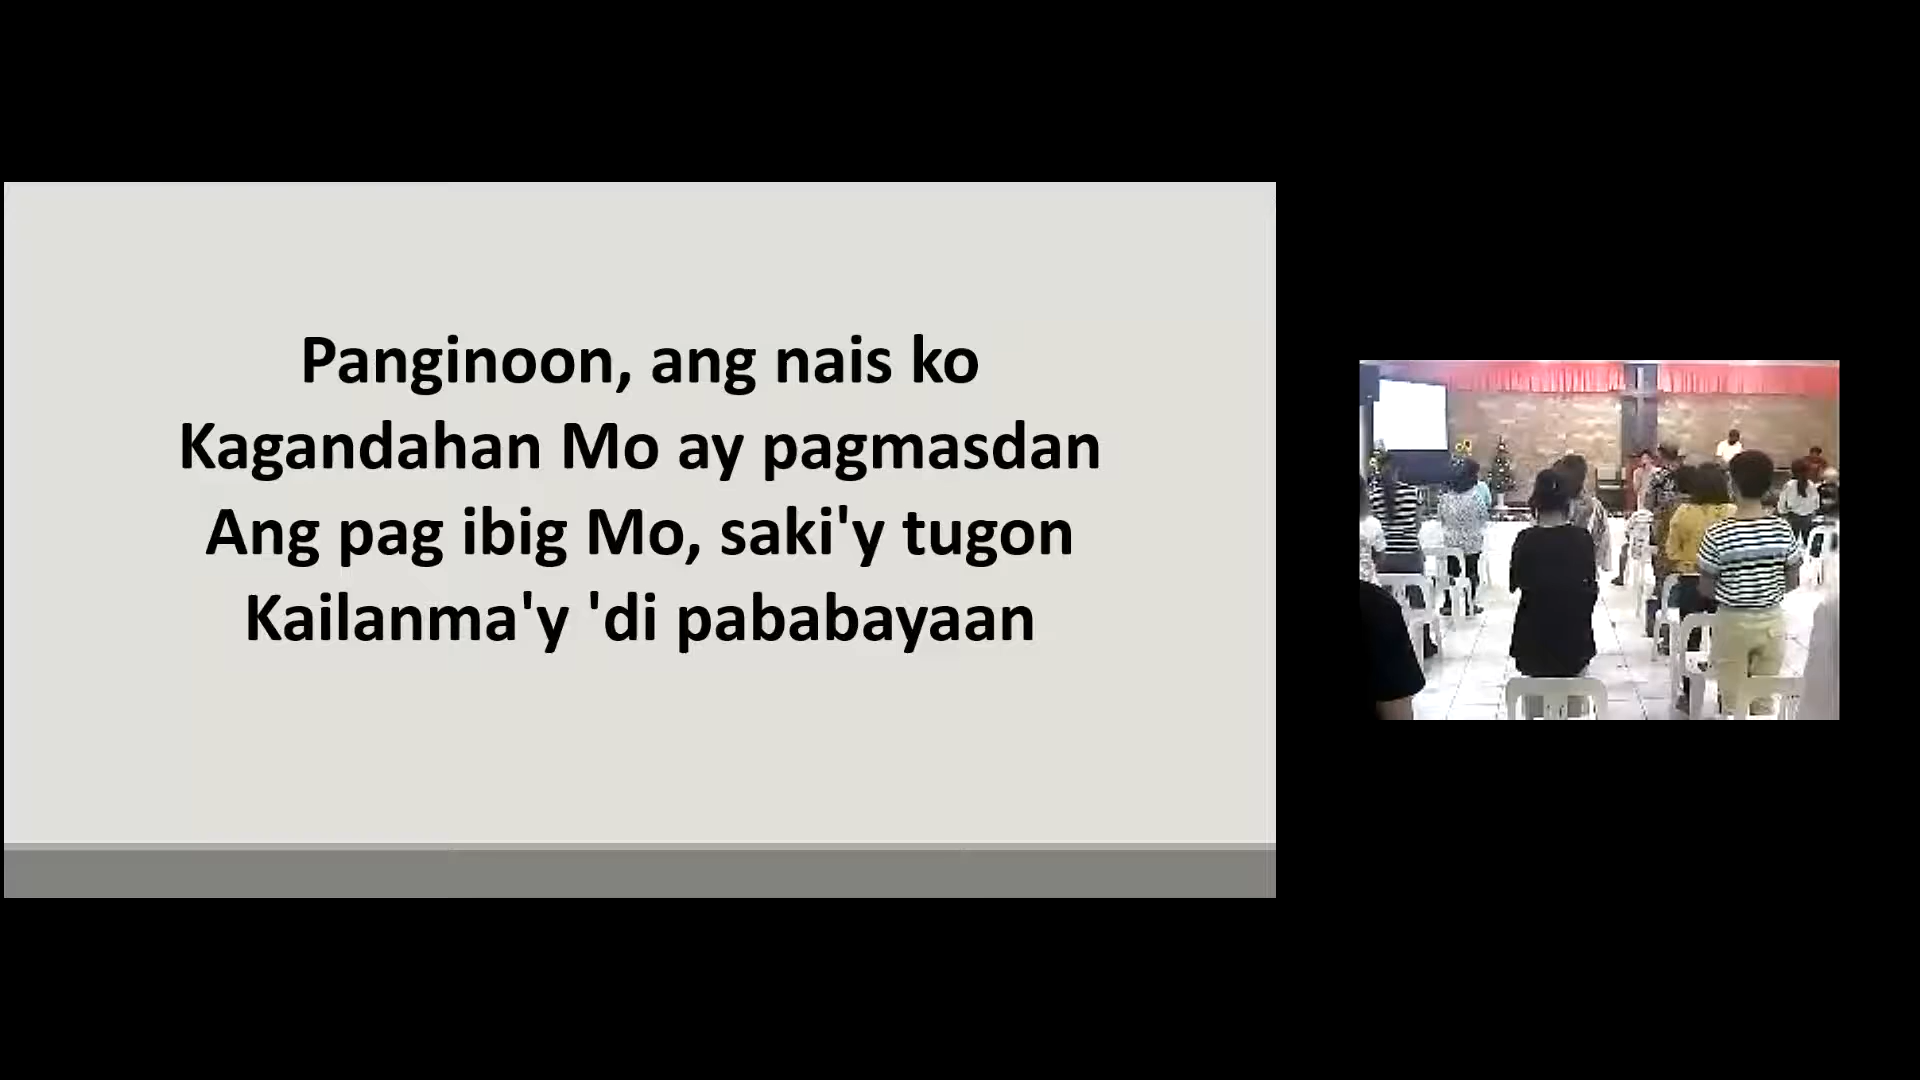 Panginoon, ang nais ko
Kagandahan Mo ay pagmasdan
Ang pag ibig Mo, saki'y tugon
Kailanma'y 'di pababayaan